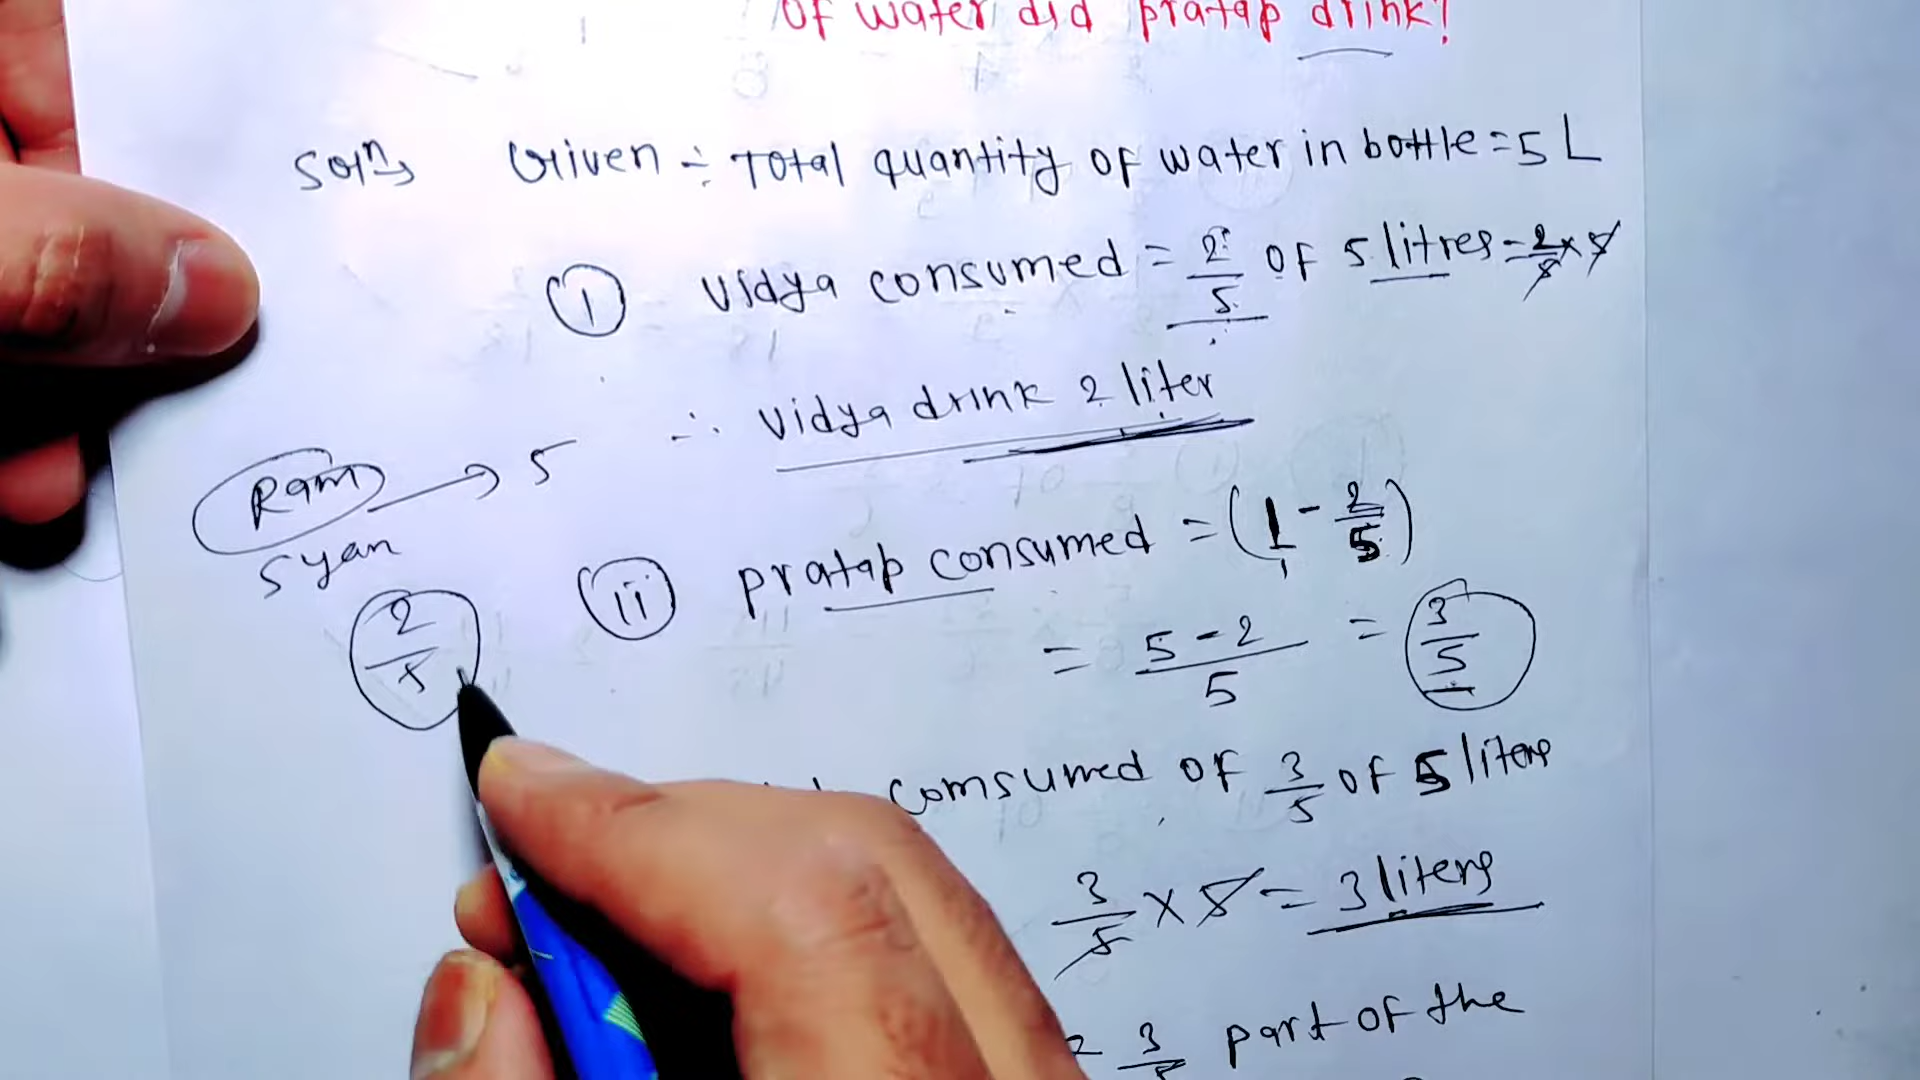 of water did pratap drink?
Soln Given ÷ Total quantity of water in bottle = 5 L
(i) Vidya consumed = 2/5 of 5 litres = 2/5 × 5
∴ Vidya drink 2 liter
Ram → 5
Syan
2/5
(ii) pratap consumed = (1 - 2/5)
= 5-2/5 = 3/5
comsumed of 3/5 of 5 liters
3/5 × 5 = 3 liters
3/5 part of the